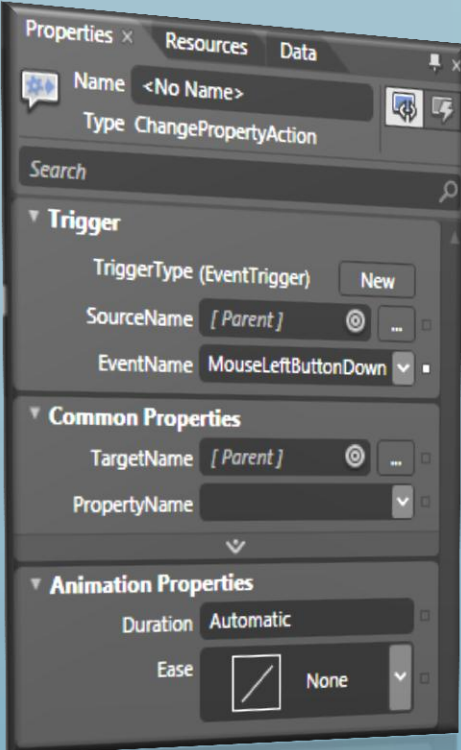 Properties × Resources Data
Name <No Name>
Type ChangePropertyAction
Search
Trigger
TriggerType (EventTrigger) New
SourceName [ Parent ] ...
EventName MouseLeftButtonDown
Common Properties
TargetName [ Parent ] ...
PropertyName
Animation Properties
Duration Automatic
Ease None